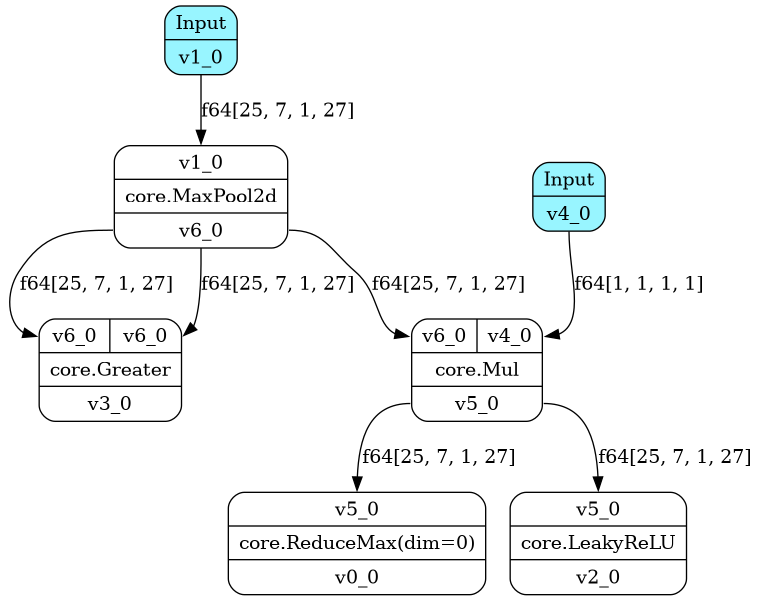 Input
v1_0
f64[25, 7, 1, 27]
v1_0
core.MaxPool2d
v6_0
Input
v4_0
f64[25, 7, 1, 27]
f64[25, 7, 1, 27]
f64[25, 7, 1, 27]
f64[1, 1, 1, 1]
v6_0 v6_0
core.Greater
v3_0
v6_0 v4_0
core.Mul
v5_0
f64[25, 7, 1, 27]
f64[25, 7, 1, 27]
v5_0
core.ReduceMax(dim=0)
v0_0
v5_0
core.LeakyReLU
v2_0